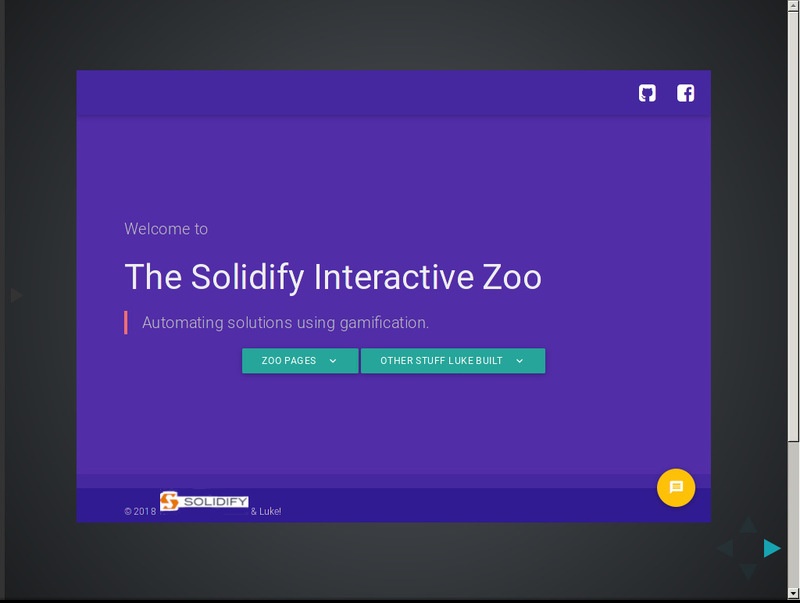 Welcome to
The Solidify Interactive Zoo
Automating solutions using gamification.
ZOO PAGES
OTHER STUFF LUKE BUILT
© 2018 SOLIDIFY & Luke!